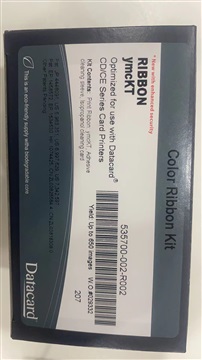 Color Ribbon Kit
RIBBON
ymcKT
* Now with enhanced security
Optimized for use with Datacard®
CD/CE Series Card Printers
Kit Contents: Print Ribbon: ymcKT, Adhesive
cleaning sleeve, Isopropanol cleaning card
535700-002-R002
Yield: Up to 650 images
W.O #029332
207
This is an eco-friendly supply with biodegradable core
Datacard®